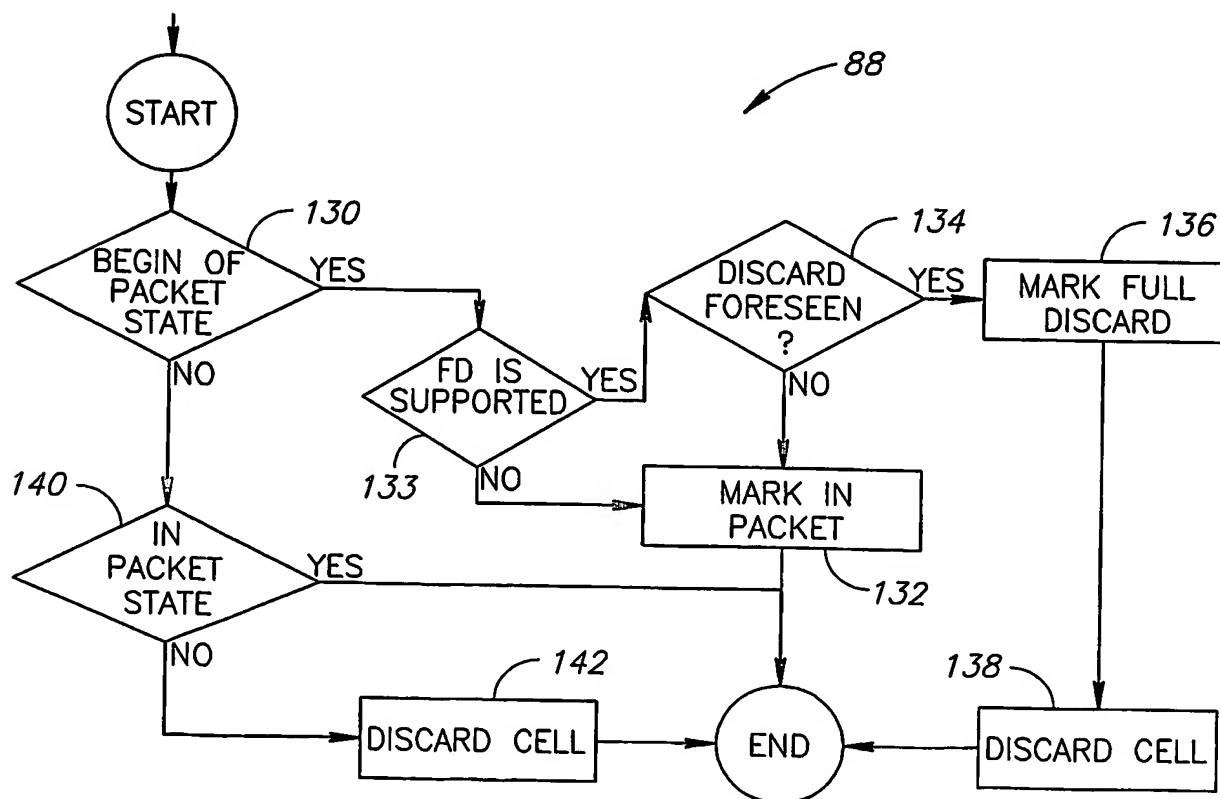 88
START
130
BEGIN OF
PACKET
STATE
YES
NO
134
DISCARD
FORESEEN
?
YES
NO
136
MARK FULL
DISCARD
FD IS
SUPPORTED
YES
NO
133
MARK IN
PACKET
132
140
IN
PACKET
STATE
YES
NO
142
DISCARD CELL
END
138
DISCARD CELL